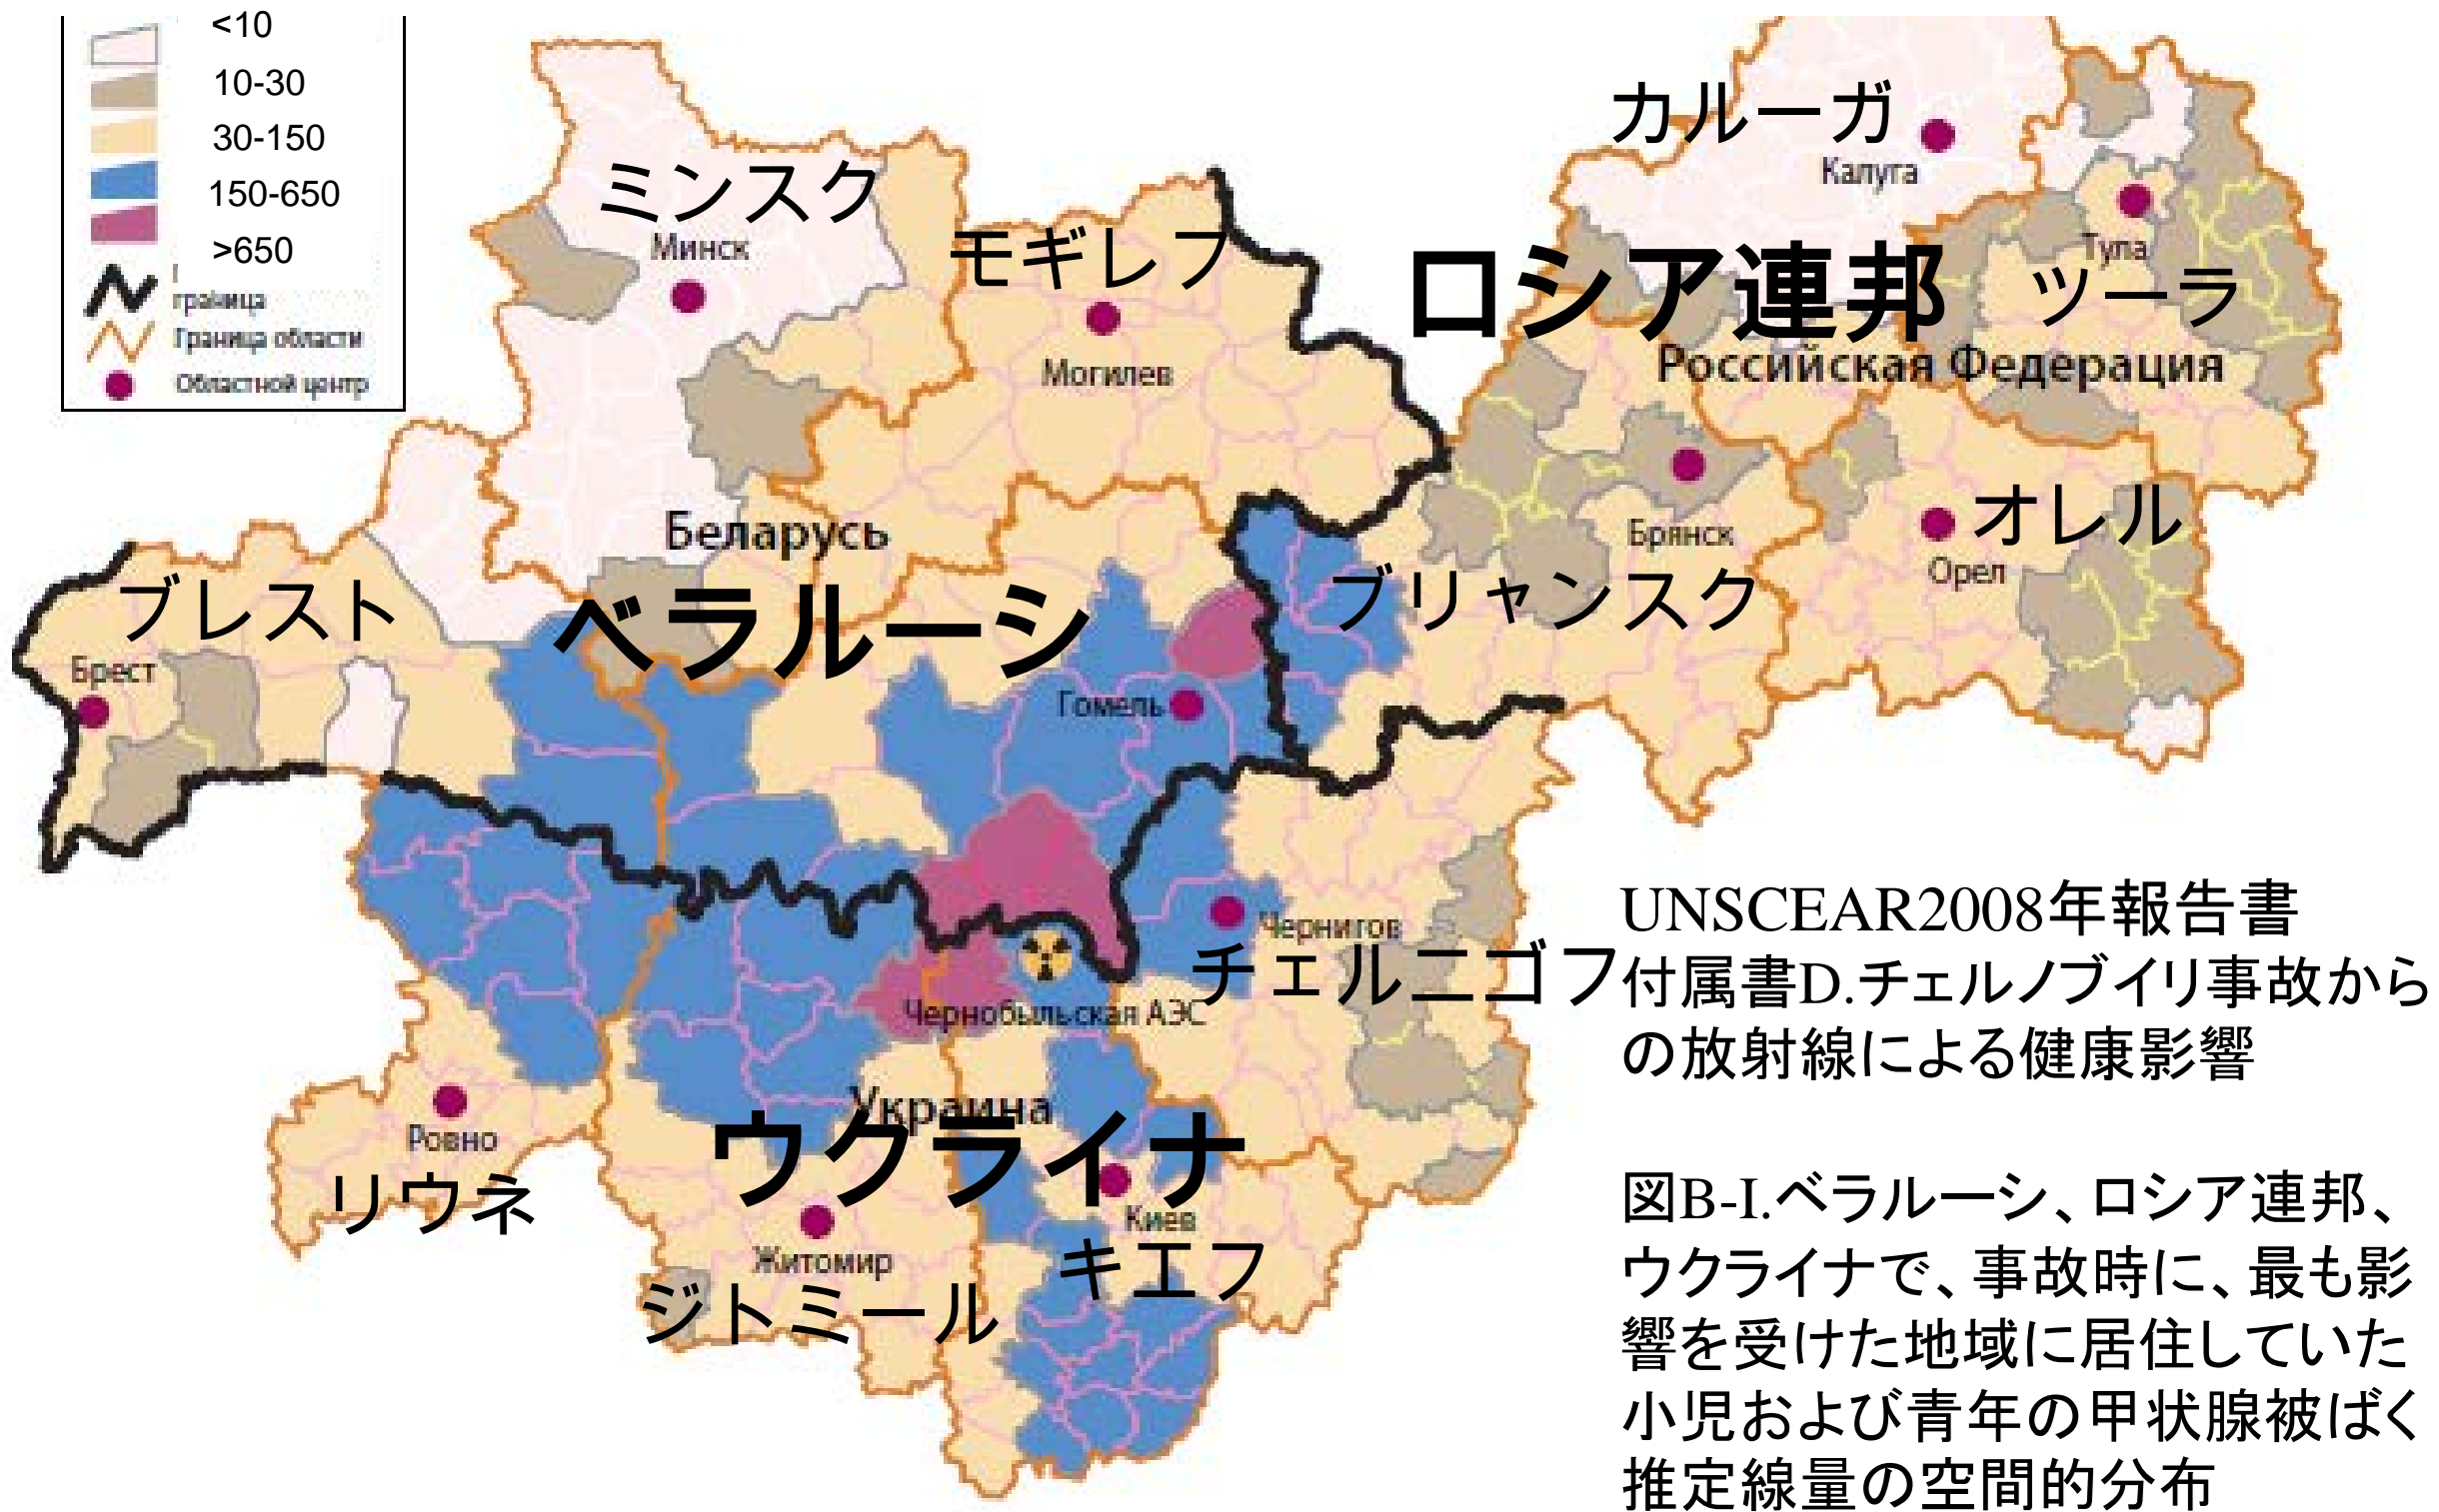 <10
10-30
30-150
150-650
>650
граница
Граница области
Областной центр
カルーガ
Калуга
ミンスク
Минск
モギレフ
Могилев
ロシア連邦
Российская Федерация
Тула
ツーラ
Беларусь
ベラルーシ
Брянск
ブリャンスク
オレル
Орел
ブレスト
Брест
Гомель
Чернигов
チェルニゴフ
Чернобыльская АЭС
Украина
ウクライナ
Ровно
リウネ
Киев
キエフ
Житомир
ジトミール
UNSCEAR2008年報告書
付属書D.チェルノブイリ事故から
の放射線による健康影響
図B-I.ベラルーシ、ロシア連邦、
ウクライナで、事故時に、最も影
響を受けた地域に居住していた
小児および青年の甲状腺被ばく
推定線量の空間的分布